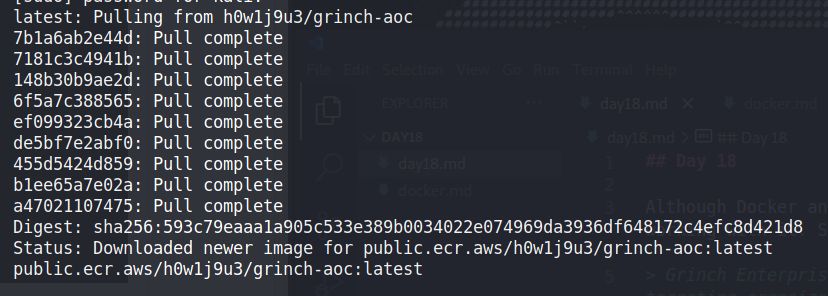 [sudo] password for kali:
latest: Pulling from h0w1j9u3/grinch-aoc
7b1a6ab2e44d: Pull complete
7181c3c4941b: Pull complete
148b30b9ae2d: Pull complete
6f5a7c388565: Pull complete
ef099323cb4a: Pull complete
de5bf7e2abf0: Pull complete
455d5424d859: Pull complete
b1ee65a7e02a: Pull complete
a47021107475: Pull complete
Digest: sha256:593c79eaaa1a905c533e389b0034022e074969da3936df648172c4efc8d421d8
Status: Downloaded newer image for public.ecr.aws/h0w1j9u3/grinch-aoc:latest
public.ecr.aws/h0w1j9u3/grinch-aoc:latest
File Edit Selection View Go Run Terminal Help
EXPLORER
DAY18
day18.md
docker.md
day18.md docker.md
day18.md > ## Day 18
1 ## Day 18
2
3 Although Docker an
5 > Grinch Enterpris